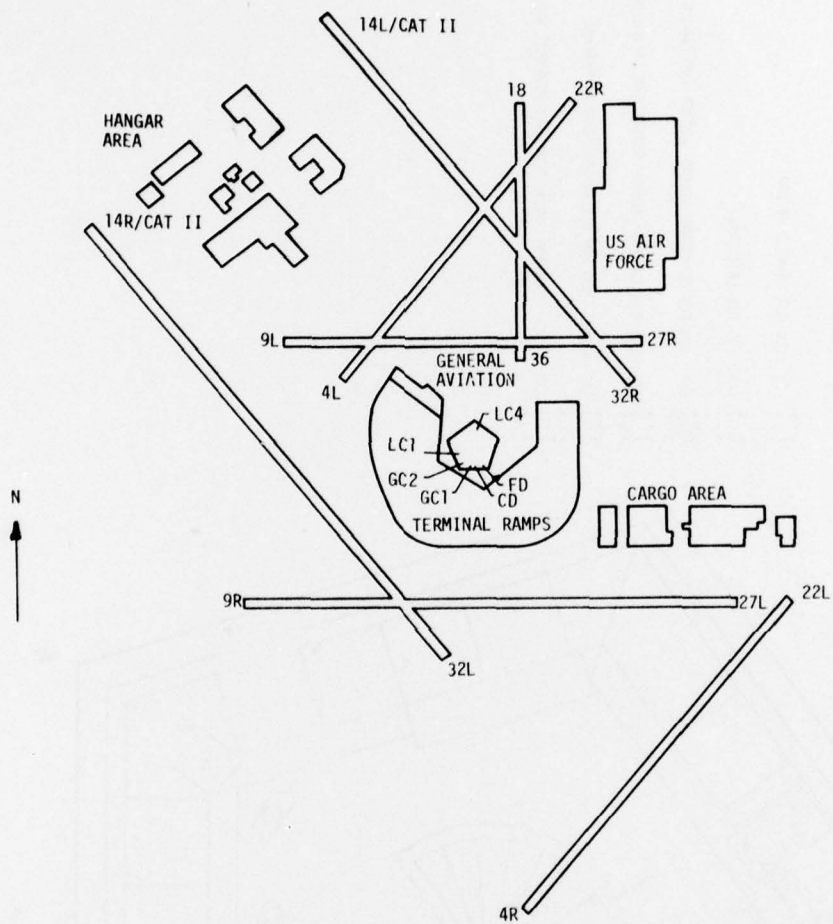 14L/CAT II
18
22R
HANGAR
AREA
14R/CAT II
US AIR
FORCE
9L
27R
GENERAL
AVIATION
36
4L
32R
LC4
LC1
GC2
GC1
FD
CD
TERMINAL RAMPS
CARGO AREA
N
9R
27L
22L
32L
4R